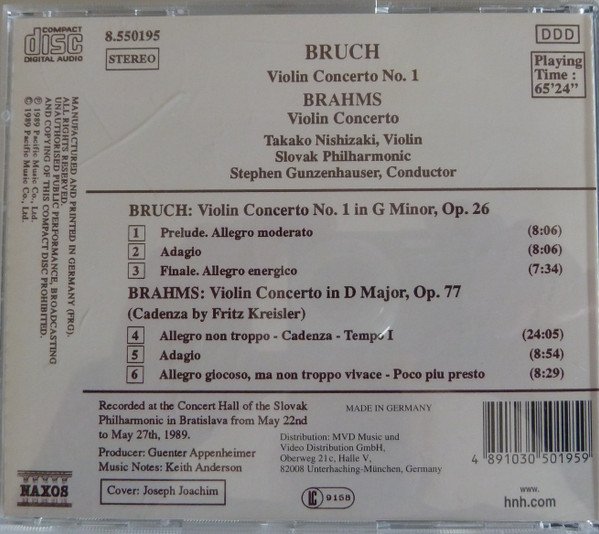 COMPACT
disc
DIGITAL AUDIO
8.550195
STEREO
BRUCH
Violin Concerto No. 1
BRAHMS
Violin Concerto
Takako Nishizaki, Violin
Slovak Philharmonic
Stephen Gunzenhauser, Conductor
DDD
Playing
Time :
65'24"
MANUFACTURED AND PRINTED IN GERMANY (FRG).
ALL RIGHTS RESERVED.
UNAUTHORISED PUBLIC PERFORMANCE, BROADCASTING
AND COPYING OF THIS COMPACT DISC PROHIBITED.
℗ 1989 Pacific Music Co., Ltd.
© 1989 Pacific Music Co., Ltd.
BRUCH: Violin Concerto No. 1 in G Minor, Op. 26
1 Prelude. Allegro moderato (8:06)
2 Adagio (8:06)
3 Finale. Allegro energico (7:34)
BRAHMS: Violin Concerto in D Major, Op. 77
(Cadenza by Fritz Kreisler)
4 Allegro non troppo - Cadenza - Tempo I (24:05)
5 Adagio (8:54)
6 Allegro giocoso, ma non troppo vivace - Poco piu presto (8:29)
Recorded at the Concert Hall of the Slovak
Philharmonic in Bratislava from May 22nd
to May 27th, 1989.
Producer: Guenter Appenheimer
Music Notes: Keith Anderson
Cover: Joseph Joachim
NAXOS
MADE IN GERMANY
Distribution: MVD Music und
Video Distribution GmbH,
Oberweg 21c, Halle V,
82008 Unterhaching-München, Germany
LC 9158
4 891030 501959
www.
hnh.com